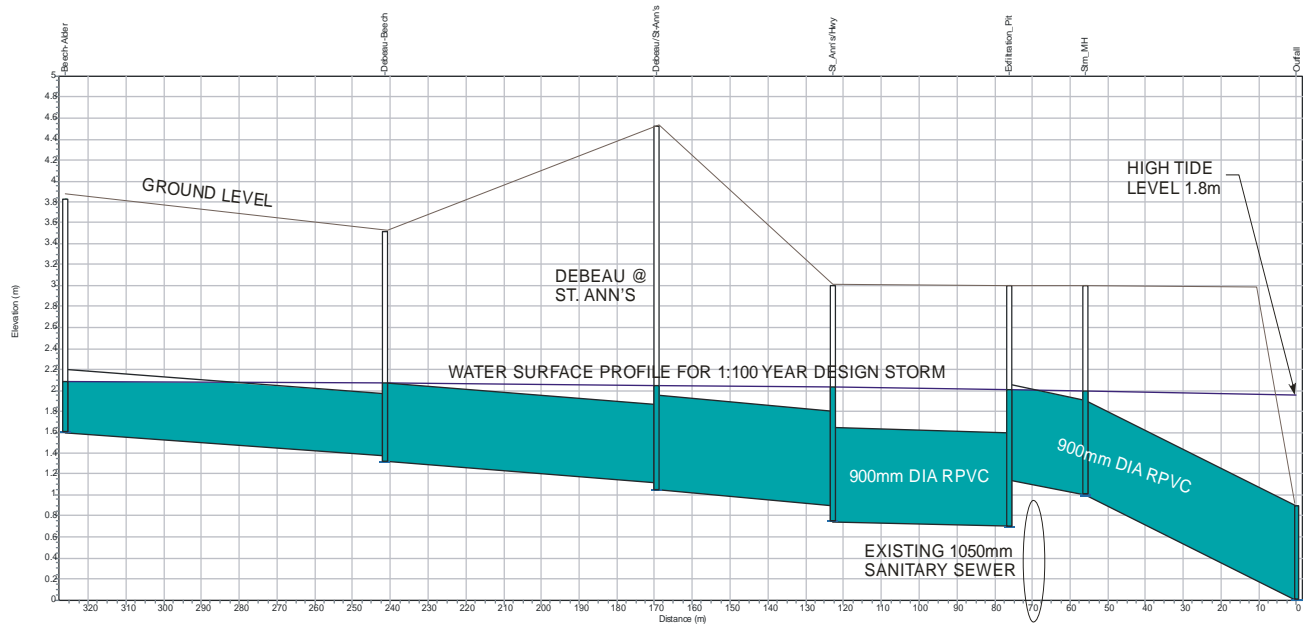 Beech-Alder
Debeau-Beech
Debeau/St-Ann's
St_Ann's/Hwy
Exfiltration_Pit
Stm_MH
Outfall
5
4.8
4.6
4.4
4.2
4
3.8
3.6
3.4
3.2
3
2.8
2.6
2.4
2.2
2
1.8
1.6
1.4
1.2
1
0.8
0.6
0.4
0.2
0
Elevation (m)
GROUND LEVEL
HIGH TIDE
LEVEL 1.8m
DEBEAU @
ST. ANN'S
WATER SURFACE PROFILE FOR 1:100 YEAR DESIGN STORM
900mm DIA RPVC
900mm DIA RPVC
EXISTING 1050mm
SANITARY SEWER
320 310 300 290 280 270 260 250 240 230 220 210 200 190 180 170 160 150 140 130 120 110 100 90 80 70 60 50 40 30 20 10 0
Distance (m)